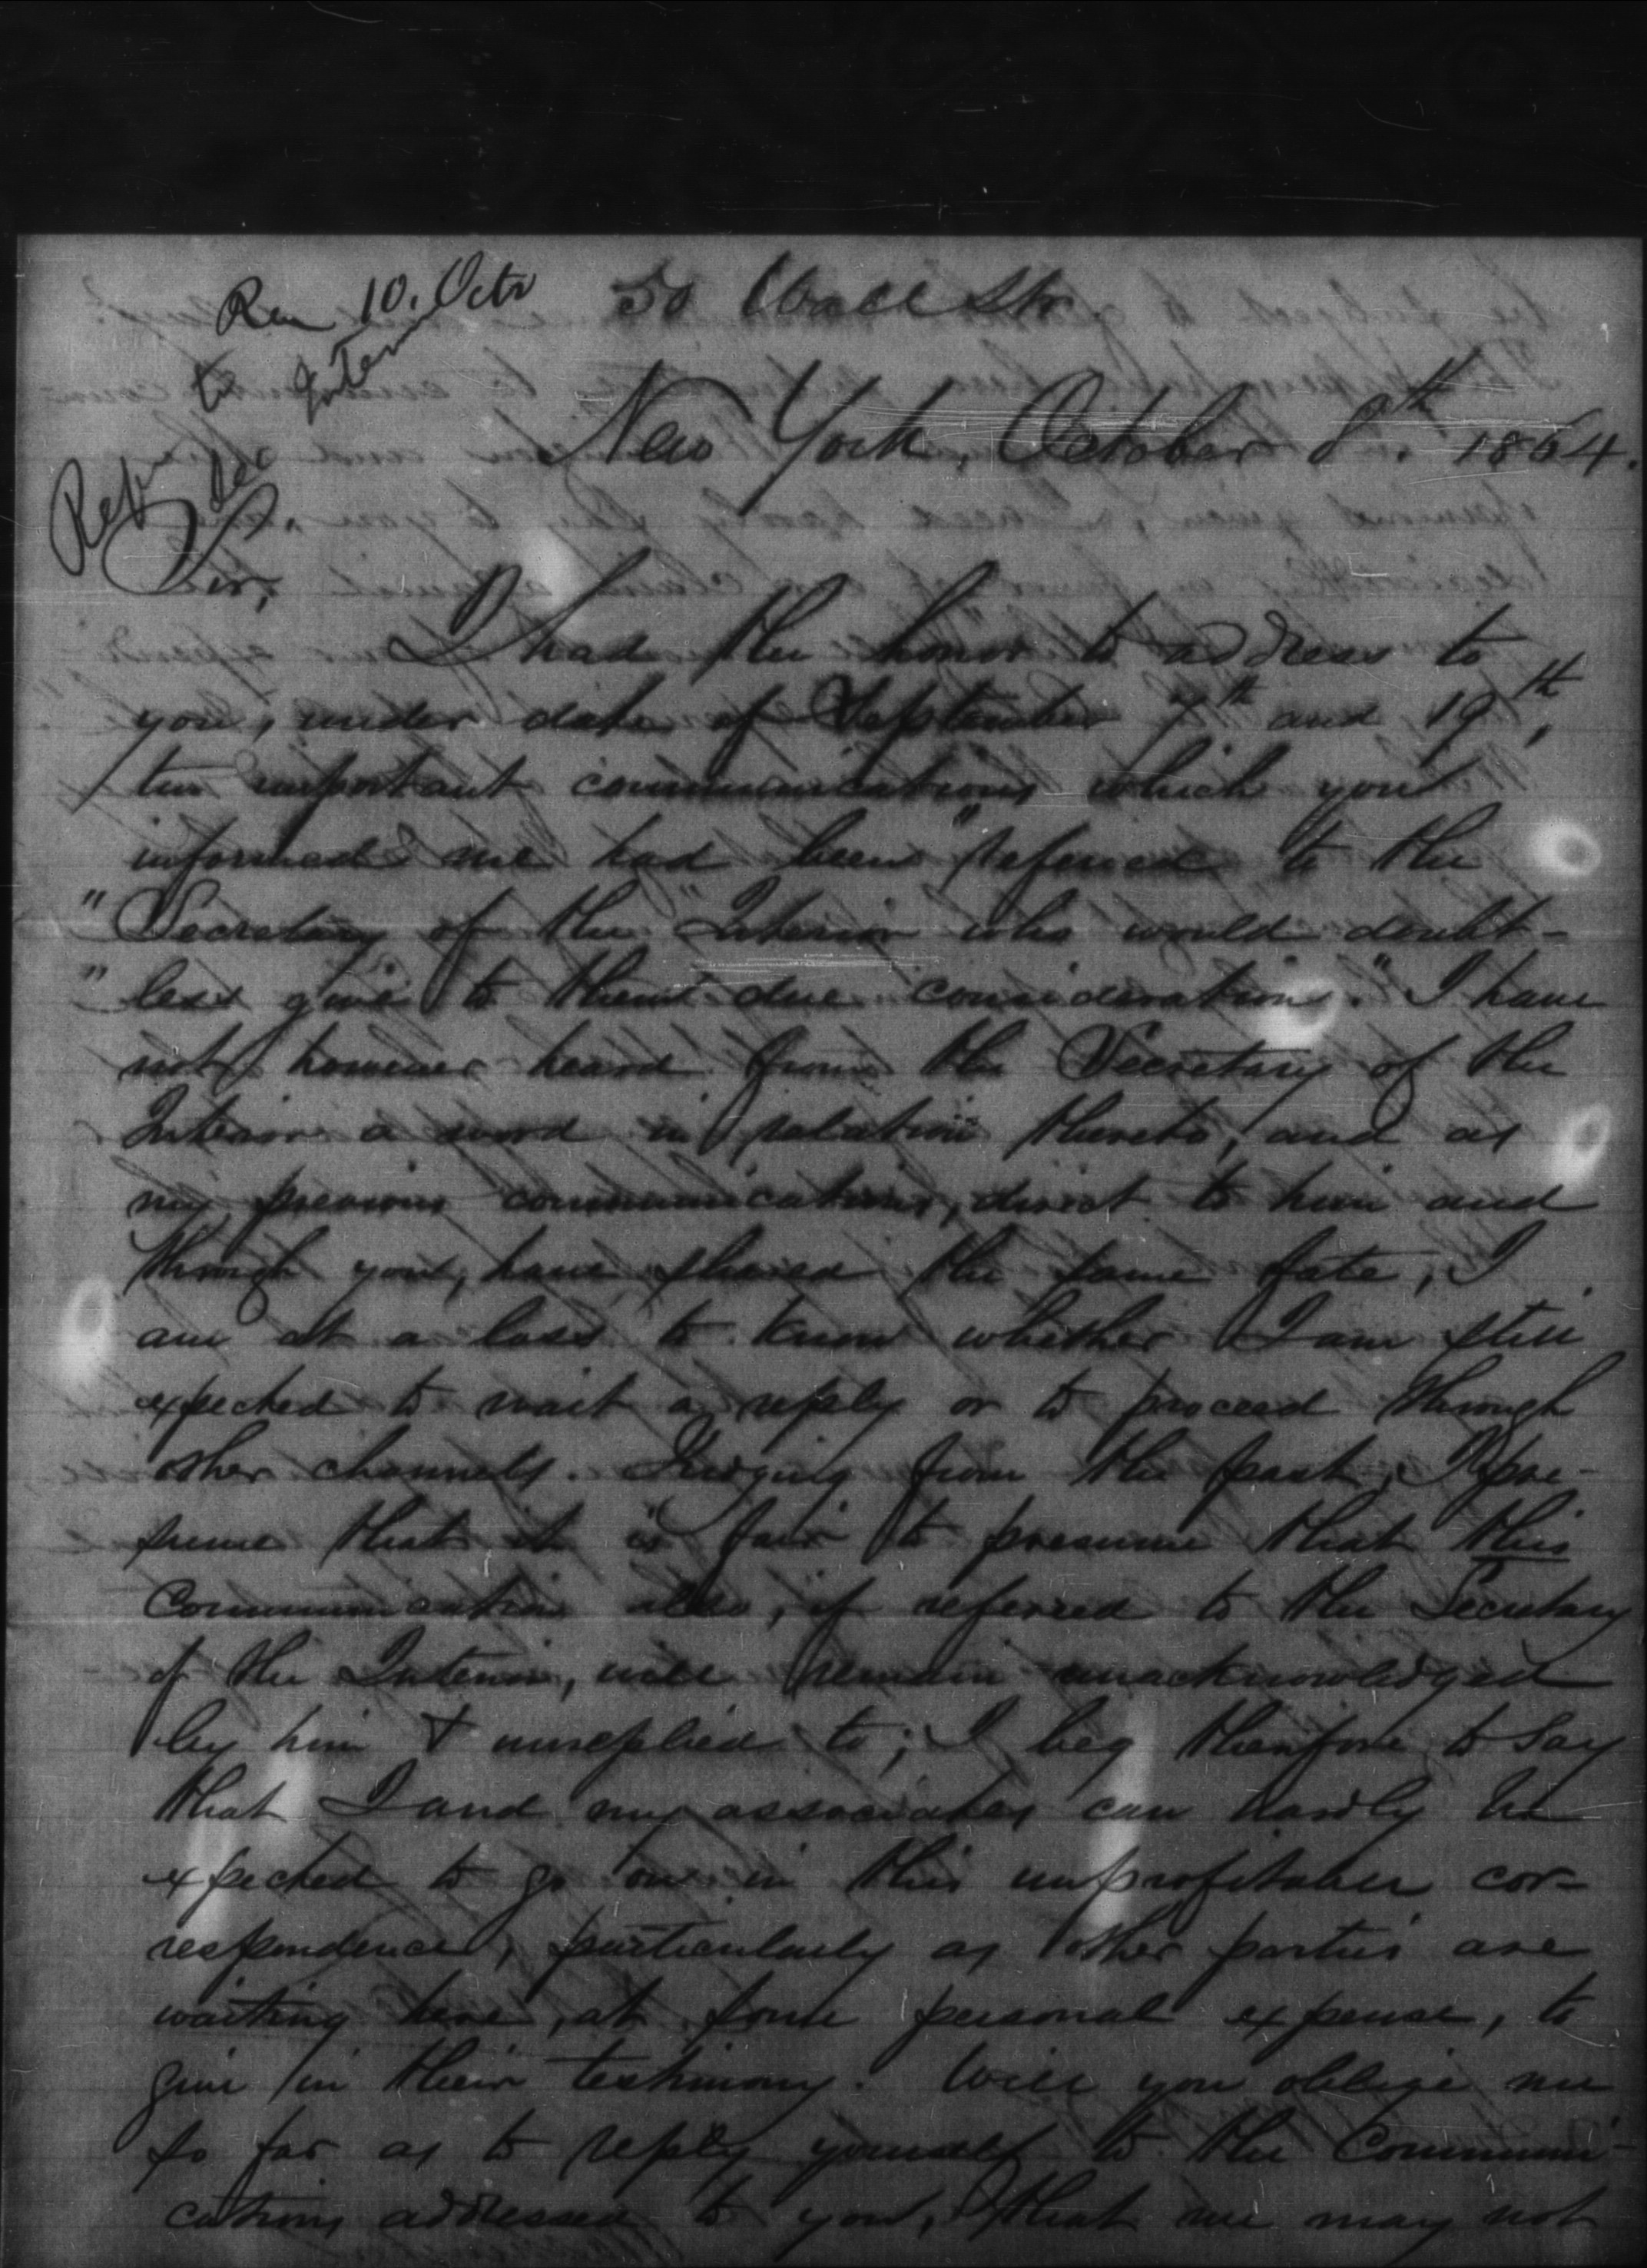 50 Wall Str.
Rec 10. Octr
to Interior
New York, October 8th. 1864.
Sir,
I had the honor to address to
you, under date of September 7th and 19th,
two important communications which you
informed me had been "referred to the
"Secretary of the Interior who would doubt-
"less give to them due consideration." I have
not however heard from the Secretary of the
Interior a word in relation thereto, and as
my previous communications, direct to him and
through you, have shared the same fate, I
am at a loss to know whether I am still
expected to wait a reply or to proceed through
other channels. Judging from the past, I pre-
sume that it is fair to presume that this
communication also, if referred to the Secretary
of the Interior, will remain unacknowledged
by him & unreplied to; I beg therefore to say
that I and my associates can hardly be
expected to go on in this unprofitable cor-
respondence, particularly as other parties are
waiting here, at some personal expense, to
give in their testimony. Will you oblige me
so far as to reply yourself to the communi-
cations addressed to you, that we may not